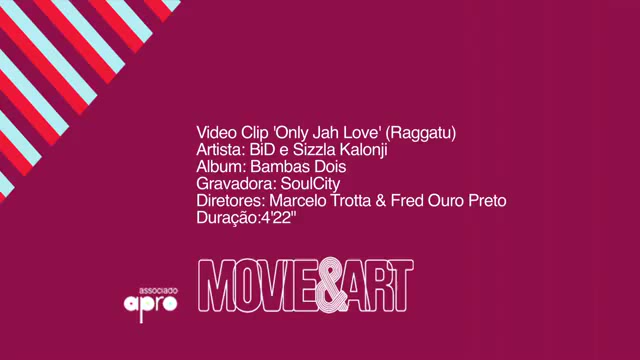 Video Clip 'Only Jah Love' (Raggatu)
Artista: BiD e Sizzla Kalonji
Album: Bambas Dois
Gravadora: SoulCity
Diretores: Marcelo Trotta & Fred Ouro Preto
Duração:4'22"
associado
apro
MOVIE&ART